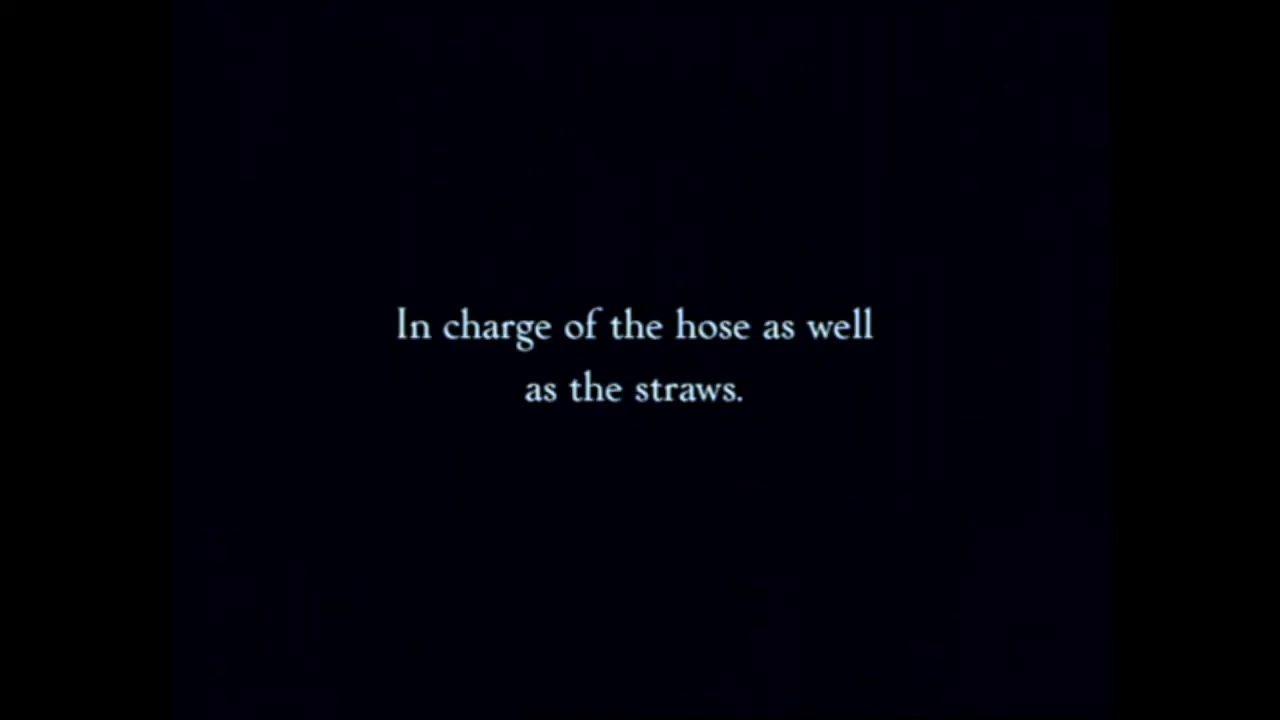 In charge of the hose as well
as the straws.